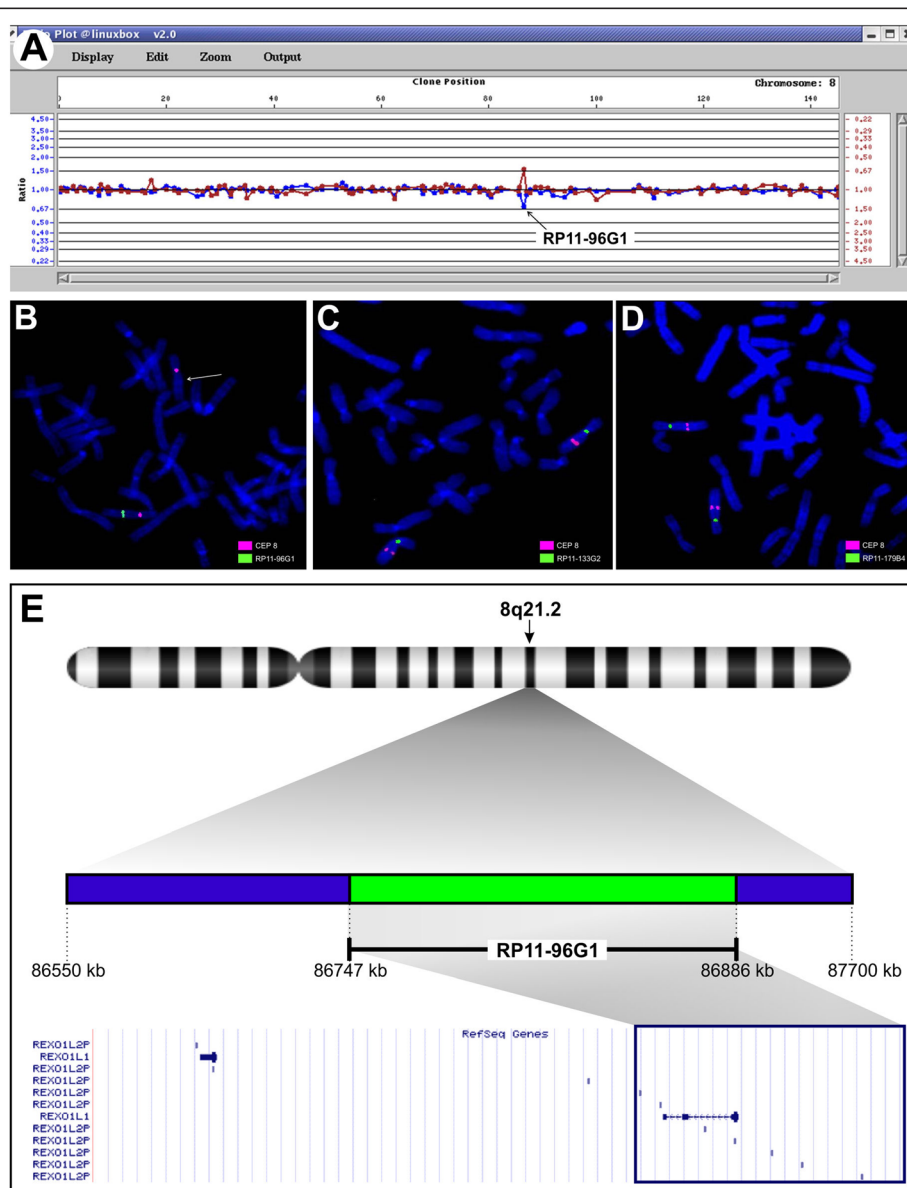 A
Plot @linuxbox v2.0
Display Edit Zoom Output
Clone Position
Chromosome: 8
20 40 60 80 100 120 140
Ratio
4.50
3.50
3.00
2.50
2.00
1.50
1.00
0.67
0.50
0.40
0.33
0.29
0.22
0.22
0.29
0.33
0.40
0.50
0.67
1.00
1.50
2.00
2.50
3.00
3.50
4.50
RP11-96G1
B
CEP 8
RP11-96G1
C
CEP 8
RP11-133G2
D
CEP 8
RP11-179B4
E
8q21.2
RP11-96G1
86550 kb 86747 kb 86886 kb 87700 kb
RefSeq Genes
REXO1L2P
REXO1L1
REXO1L2P
REXO1L2P
REXO1L2P
REXO1L2P
REXO1L1
REXO1L2P
REXO1L2P
REXO1L2P
REXO1L2P
REXO1L2P